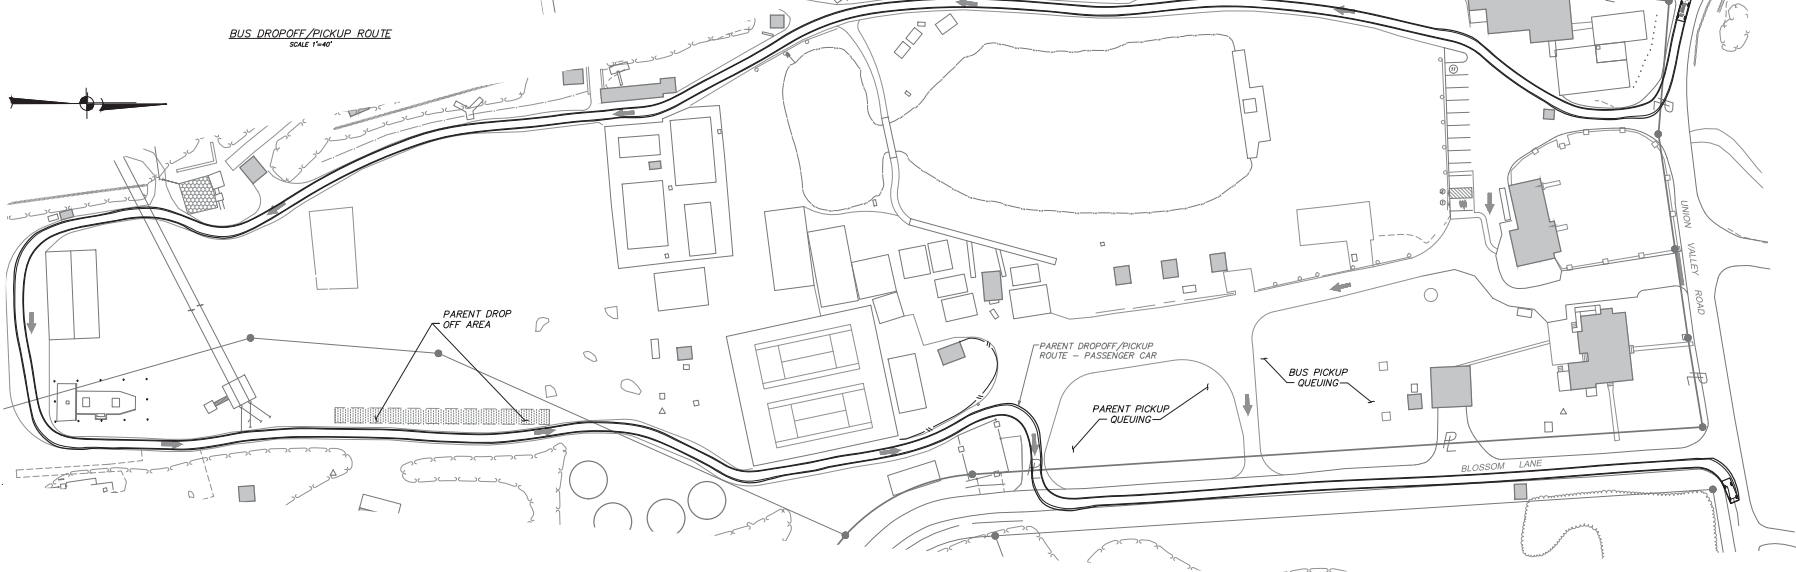 BUS DROPOFF/PICKUP ROUTE
SCALE 1"=40'
PARENT DROP
OFF AREA
PARENT DROPOFF/PICKUP
ROUTE - PASSENGER CAR
BUS PICKUP
QUEUING
PARENT PICKUP
QUEUING
BLOSSOM LANE
UNION VALLEY ROAD